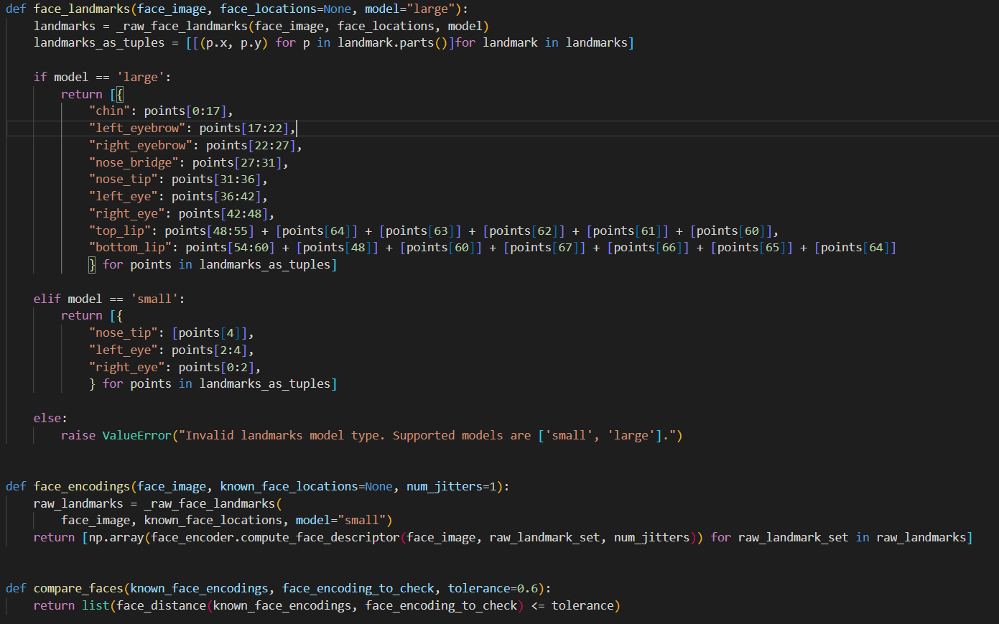 def face_landmarks(face_image, face_locations=None, model="large"):
    landmarks = _raw_face_landmarks(face_image, face_locations, model)
    landmarks_as_tuples = [[(p.x, p.y) for p in landmark.parts()]for landmark in landmarks]

    if model == 'large':
        return [{
            "chin": points[0:17],
            "left_eyebrow": points[17:22],
            "right_eyebrow": points[22:27],
            "nose_bridge": points[27:31],
            "nose_tip": points[31:36],
            "left_eye": points[36:42],
            "right_eye": points[42:48],
            "top_lip": points[48:55] + [points[64]] + [points[63]] + [points[62]] + [points[61]] + [points[60]],
            "bottom_lip": points[54:60] + [points[48]] + [points[60]] + [points[67]] + [points[66]] + [points[65]] + [points[64]]
            } for points in landmarks_as_tuples]

    elif model == 'small':
        return [{
            "nose_tip": [points[4]],
            "left_eye": points[2:4],
            "right_eye": points[0:2],
            } for points in landmarks_as_tuples]

    else:
        raise ValueError("Invalid landmarks model type. Supported models are ['small', 'large'].")


def face_encodings(face_image, known_face_locations=None, num_jitters=1):
    raw_landmarks = _raw_face_landmarks(
        face_image, known_face_locations, model="small")
    return [np.array(face_encoder.compute_face_descriptor(face_image, raw_landmark_set, num_jitters)) for raw_landmark_set in raw_landmarks]


def compare_faces(known_face_encodings, face_encoding_to_check, tolerance=0.6):
    return list(face_distance(known_face_encodings, face_encoding_to_check) <= tolerance)